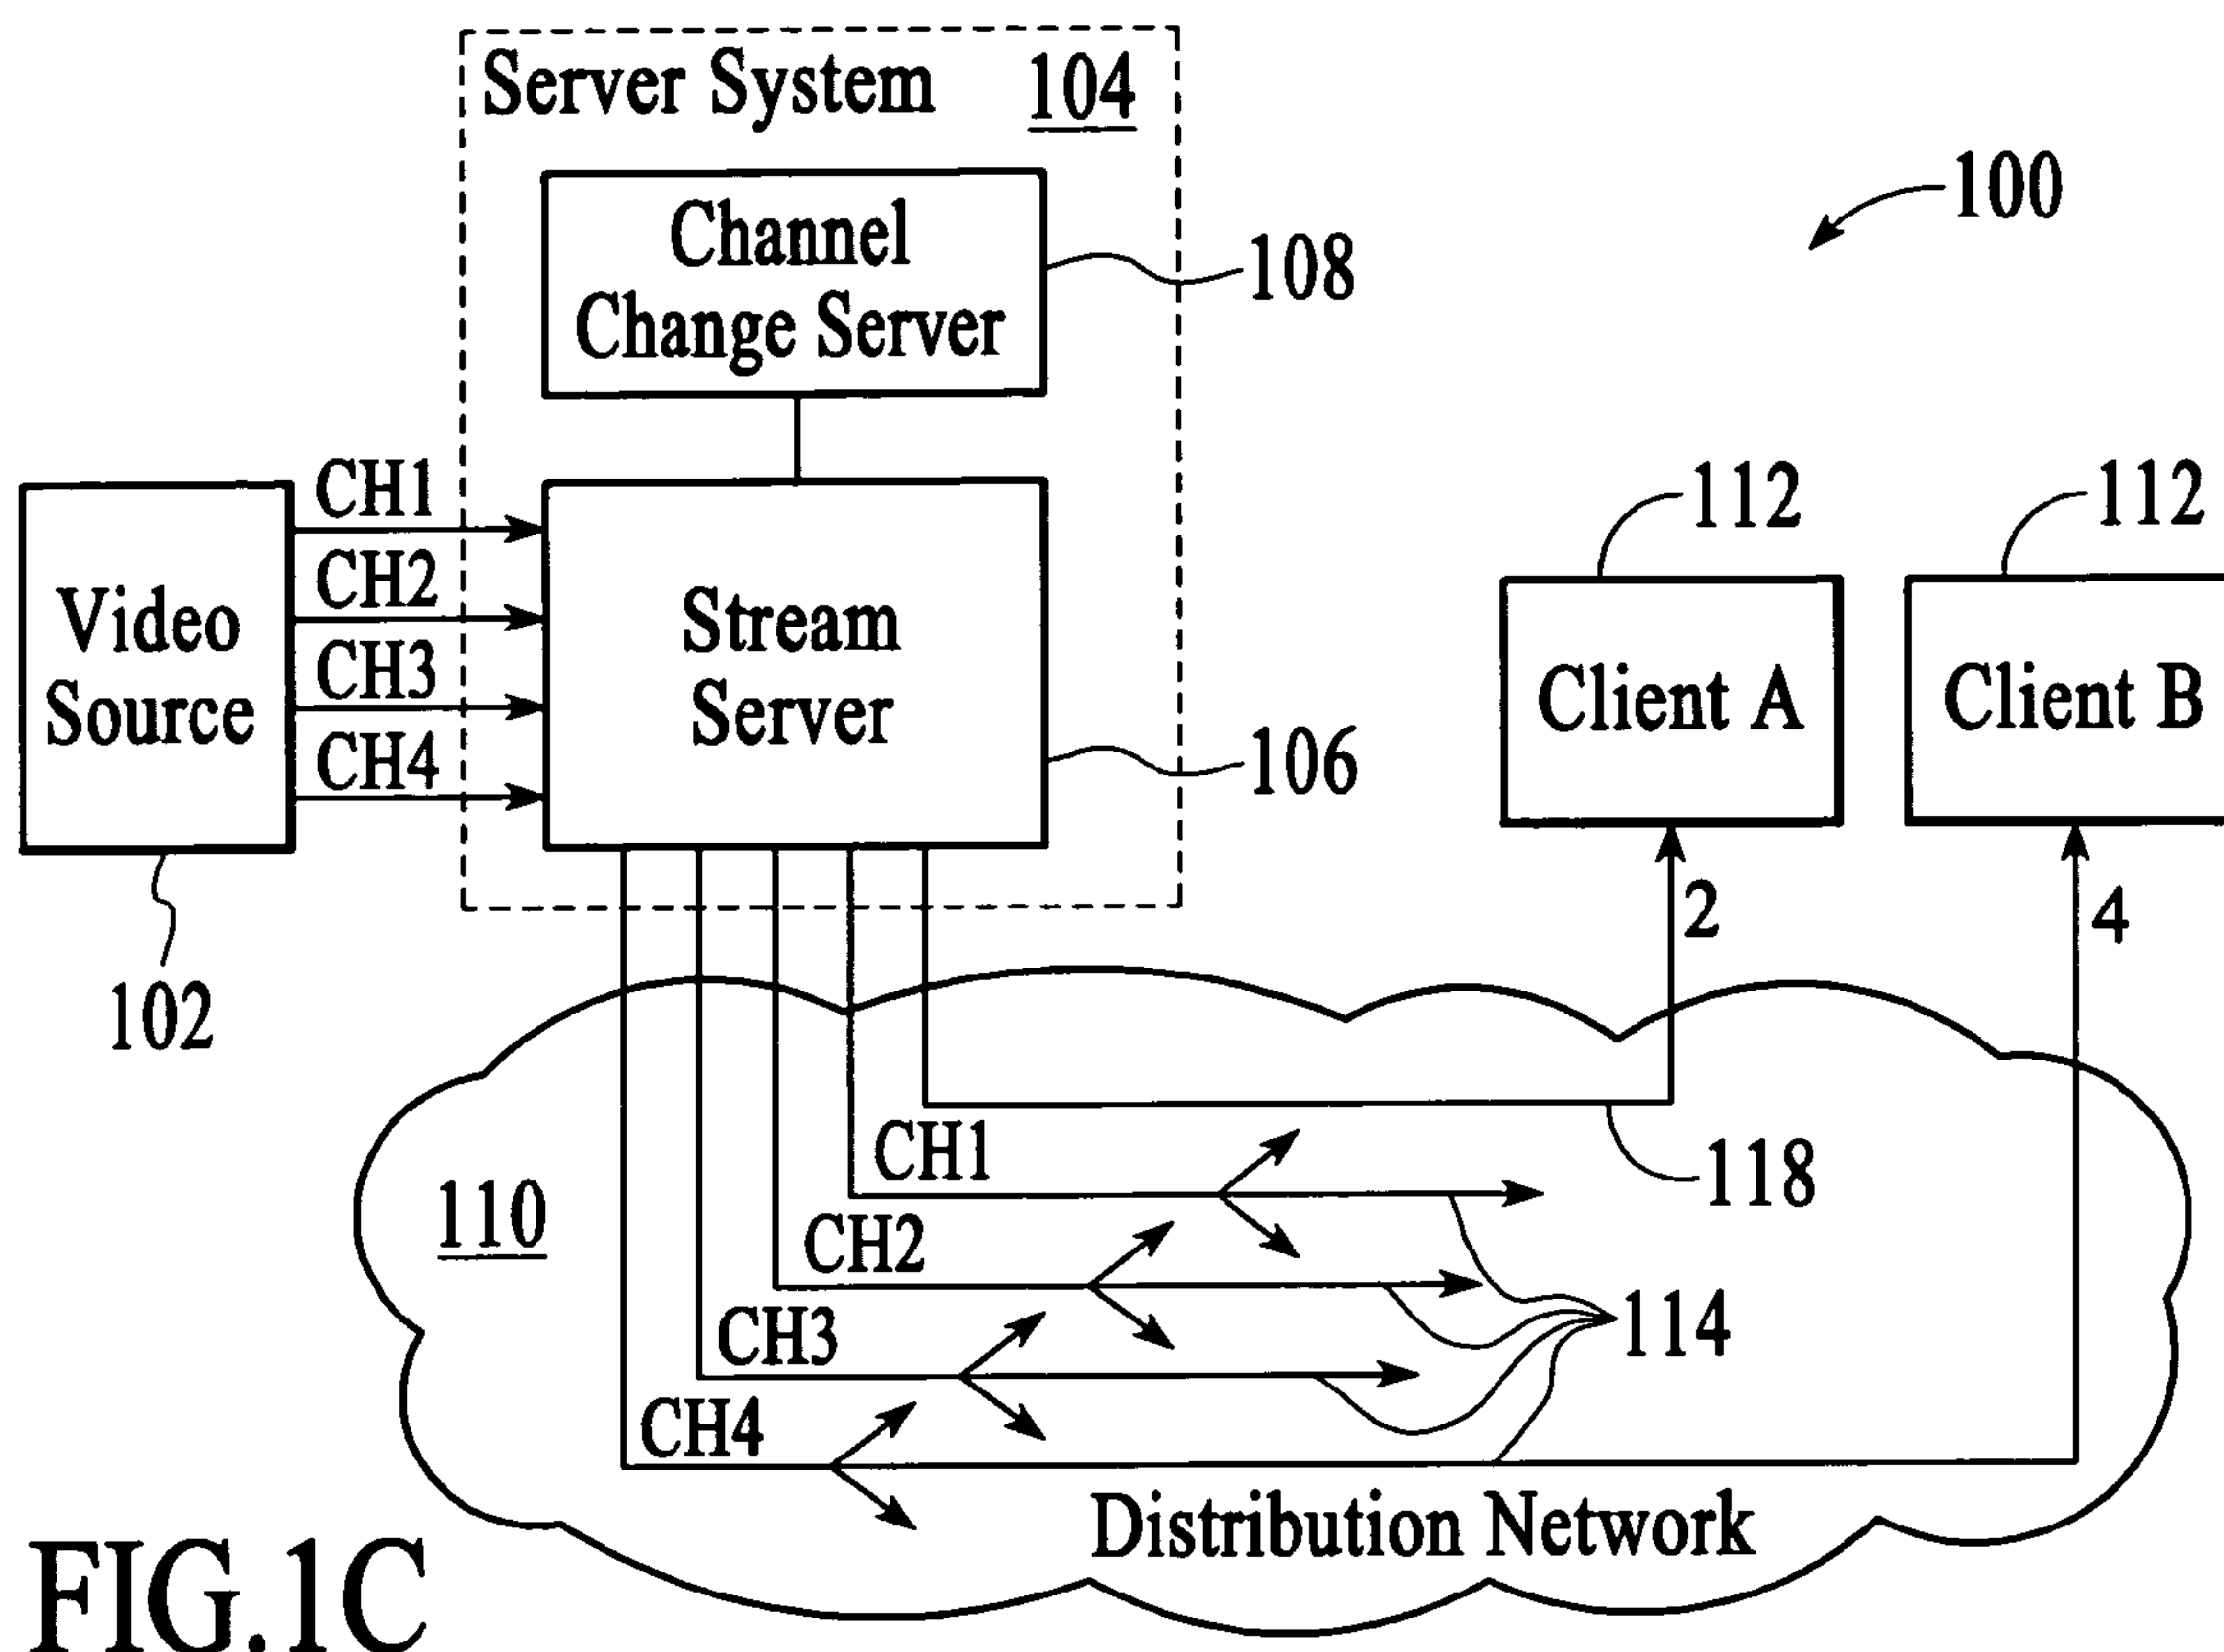 Server System 104
100
Channel
Change Server
108
CH1
CH2
CH3
CH4
Video
Source
Stream
Server
112
112
Client A
Client B
106
2
4
102
CH1
118
110
CH2
CH3
114
CH4
Distribution Network
FIG.1C